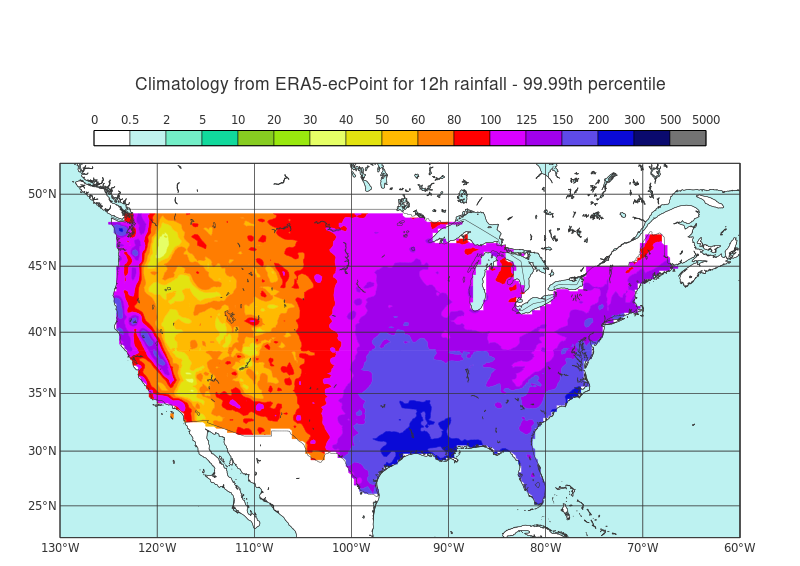 Climatology from ERA5-ecPoint for 12h rainfall - 99.99th percentile
0 0.5 2 5 10 20 30 40 50 60 80 100 125 150 200 300 500 5000
50°N
45°N
40°N
35°N
30°N
25°N
130°W 120°W 110°W 100°W 90°W 80°W 70°W 60°W